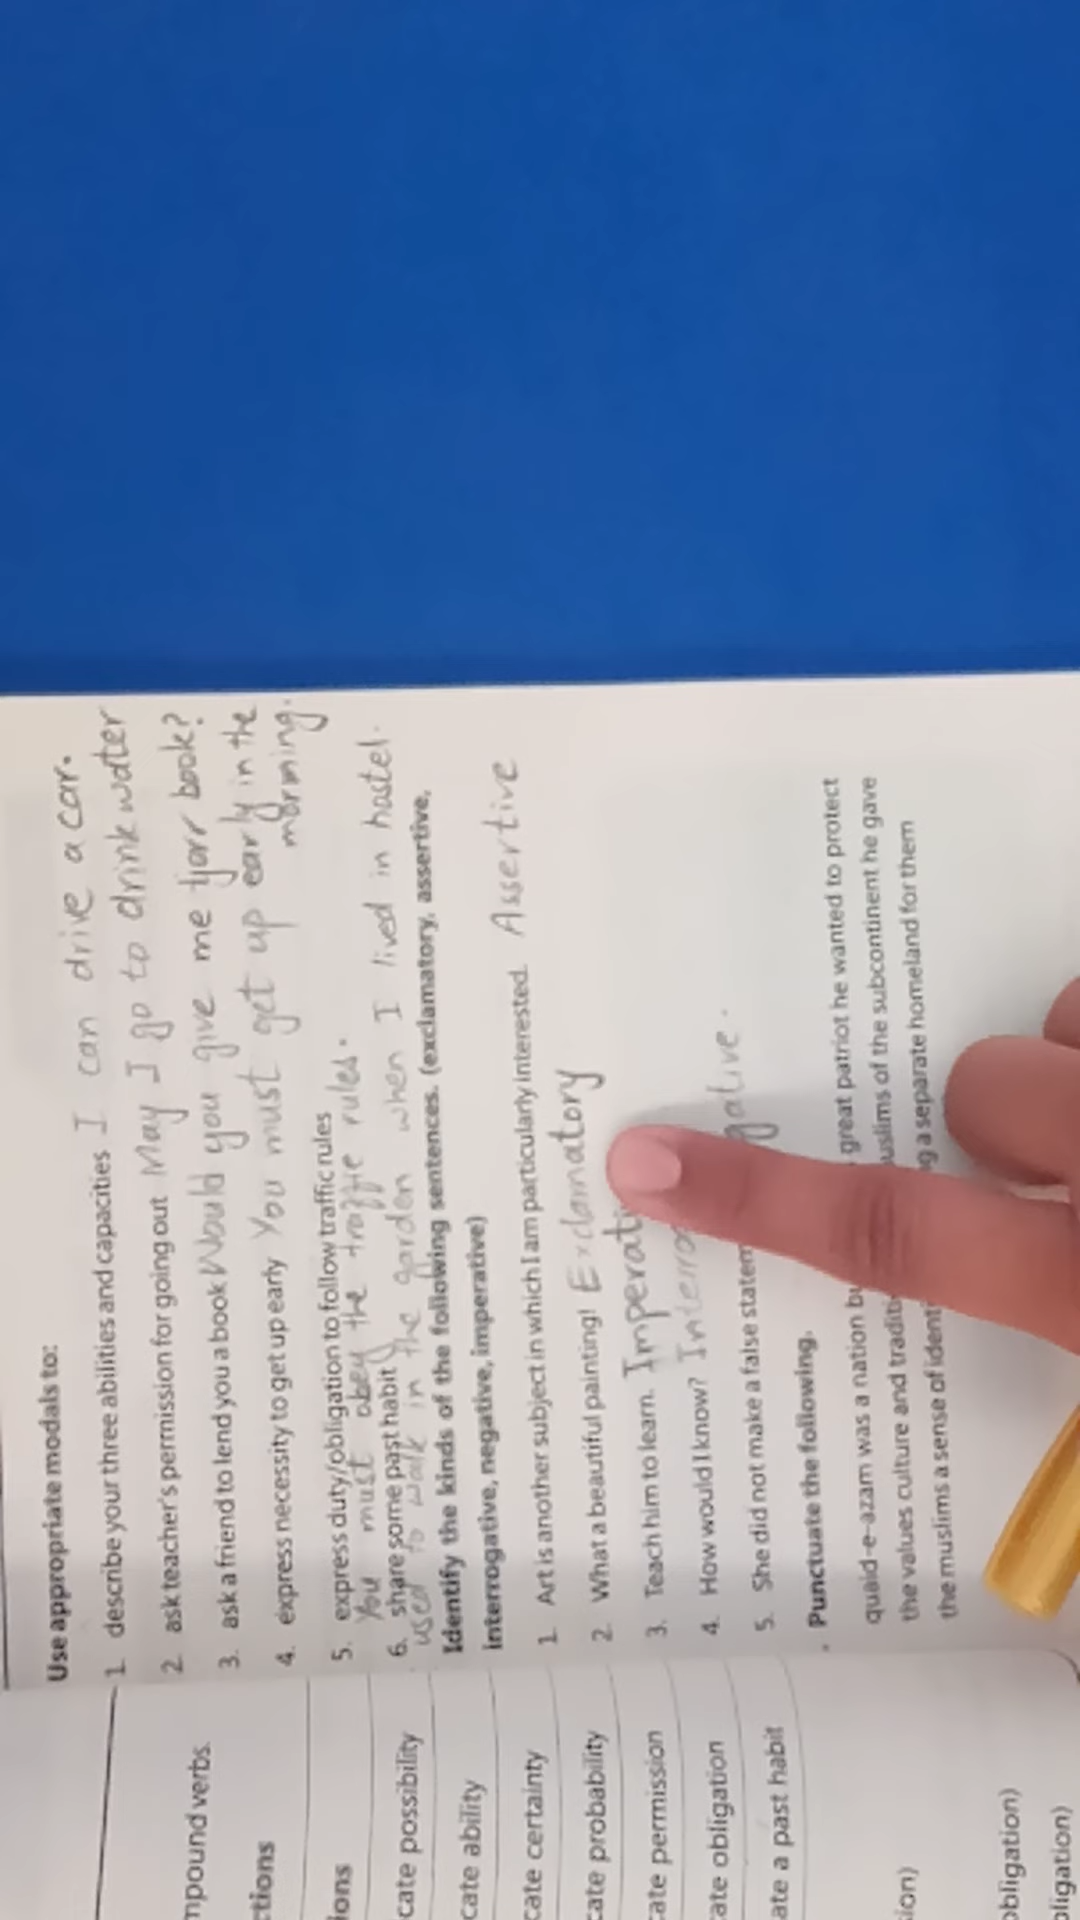 Use appropriate modals to:
1. describe your three abilities and capacities I can drive a car.
2. ask teacher's permission for going out May I go to drink water
3. ask a friend to lend you a book Would you give me your book?
4. express necessity to get up early You must get up early in the
morning.
5. express duty/obligation to follow traffic rules
You must obey the traffic rules.
6. share some past habit when I lived in hostel.
used to walk in the garden
Identify the kinds of the following sentences. (exclamatory, assertive,
interrogative, negative, imperative)
1. Art is another subject in which I am particularly interested. Assertive
2. What a beautiful painting! Exclamatory
3. Teach him to learn. Imperati
4. How would I know? Interro
5. She did not make a false statem gative.
Punctuate the following.
quaid-e-azam was a nation bu great patriot he wanted to protect
the values culture and traditi uslims of the subcontinent he gave
the muslims a sense of ident g a separate homeland for them
mpound verbs.
ctions
ions
cate possibility
cate ability
cate certainty
cate probability
cate permission
cate obligation
ate a past habit
ion)
obligation)
bligation)